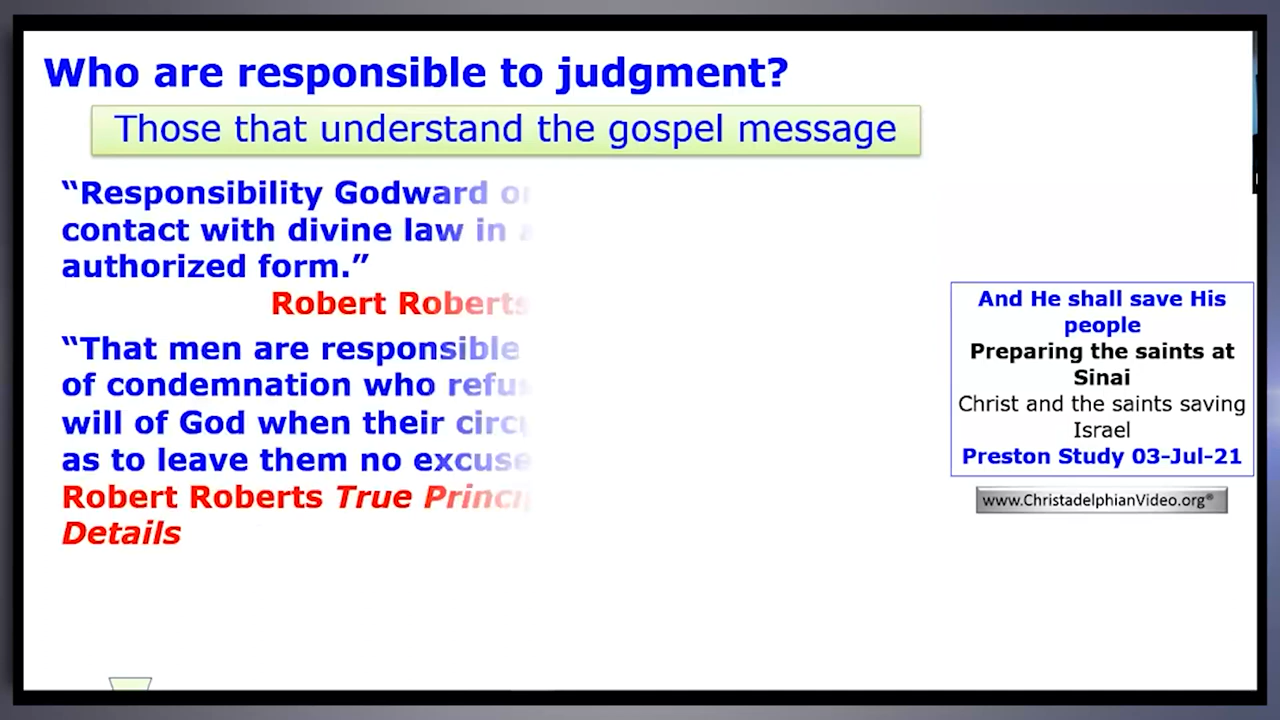 Who are responsible to judgment?
Those that understand the gospel message
“Responsibility Godward
contact with divine law in
authorized form.”
Robert Roberts
“That men are responsible
of condemnation who
will of God when their
as to leave them no excuse
Robert Roberts True
Details
And He shall save His
people
Preparing the saints at
Sinai
Christ and the saints saving
Israel
Preston Study 03-Jul-21
www.ChristadelphianVideo.org®